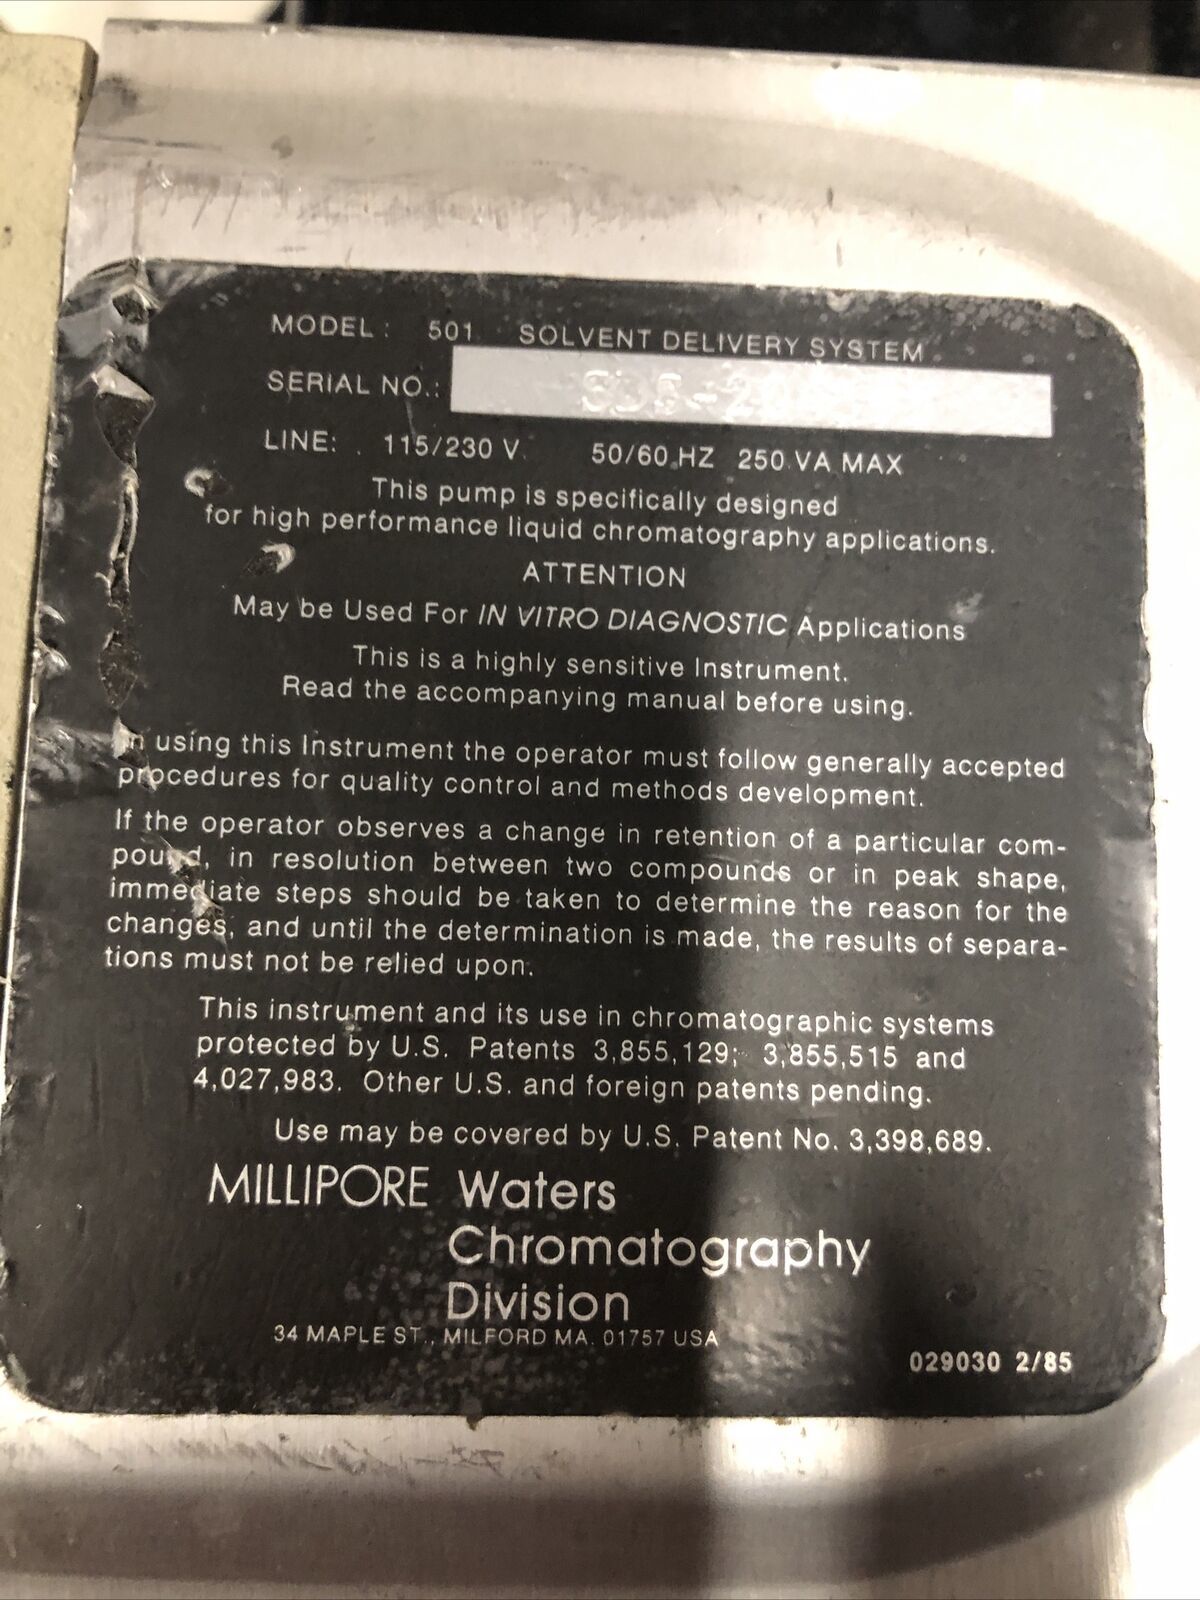 MODEL: 501 SOLVENT DELIVERY SYSTEM
SERIAL NO.:
LINE: 115/230 V. 50/60 HZ 250 VA MAX
This pump is specifically designed
for high performance liquid chromatography applications.
ATTENTION
May be Used For IN VITRO DIAGNOSTIC Applications
This is a highly sensitive Instrument.
Read the accompanying manual before using.
In using this Instrument the operator must follow generally accepted
procedures for quality control and methods development.
If the operator observes a change in retention of a particular com-
pound, in resolution between two compounds or in peak shape,
immediate steps should be taken to determine the reason for the
changes, and until the determination is made, the results of separa-
tions must not be relied upon.
This instrument and its use in chromatographic systems
protected by U.S. Patents 3,855,129; 3,855,515 and
4,027,983. Other U.S. and foreign patents pending.
Use may be covered by U.S. Patent No. 3,398,689.
MILLIPORE Waters
Chromatography
Division
34 MAPLE ST., MILFORD MA. 01757 USA
029030 2/85